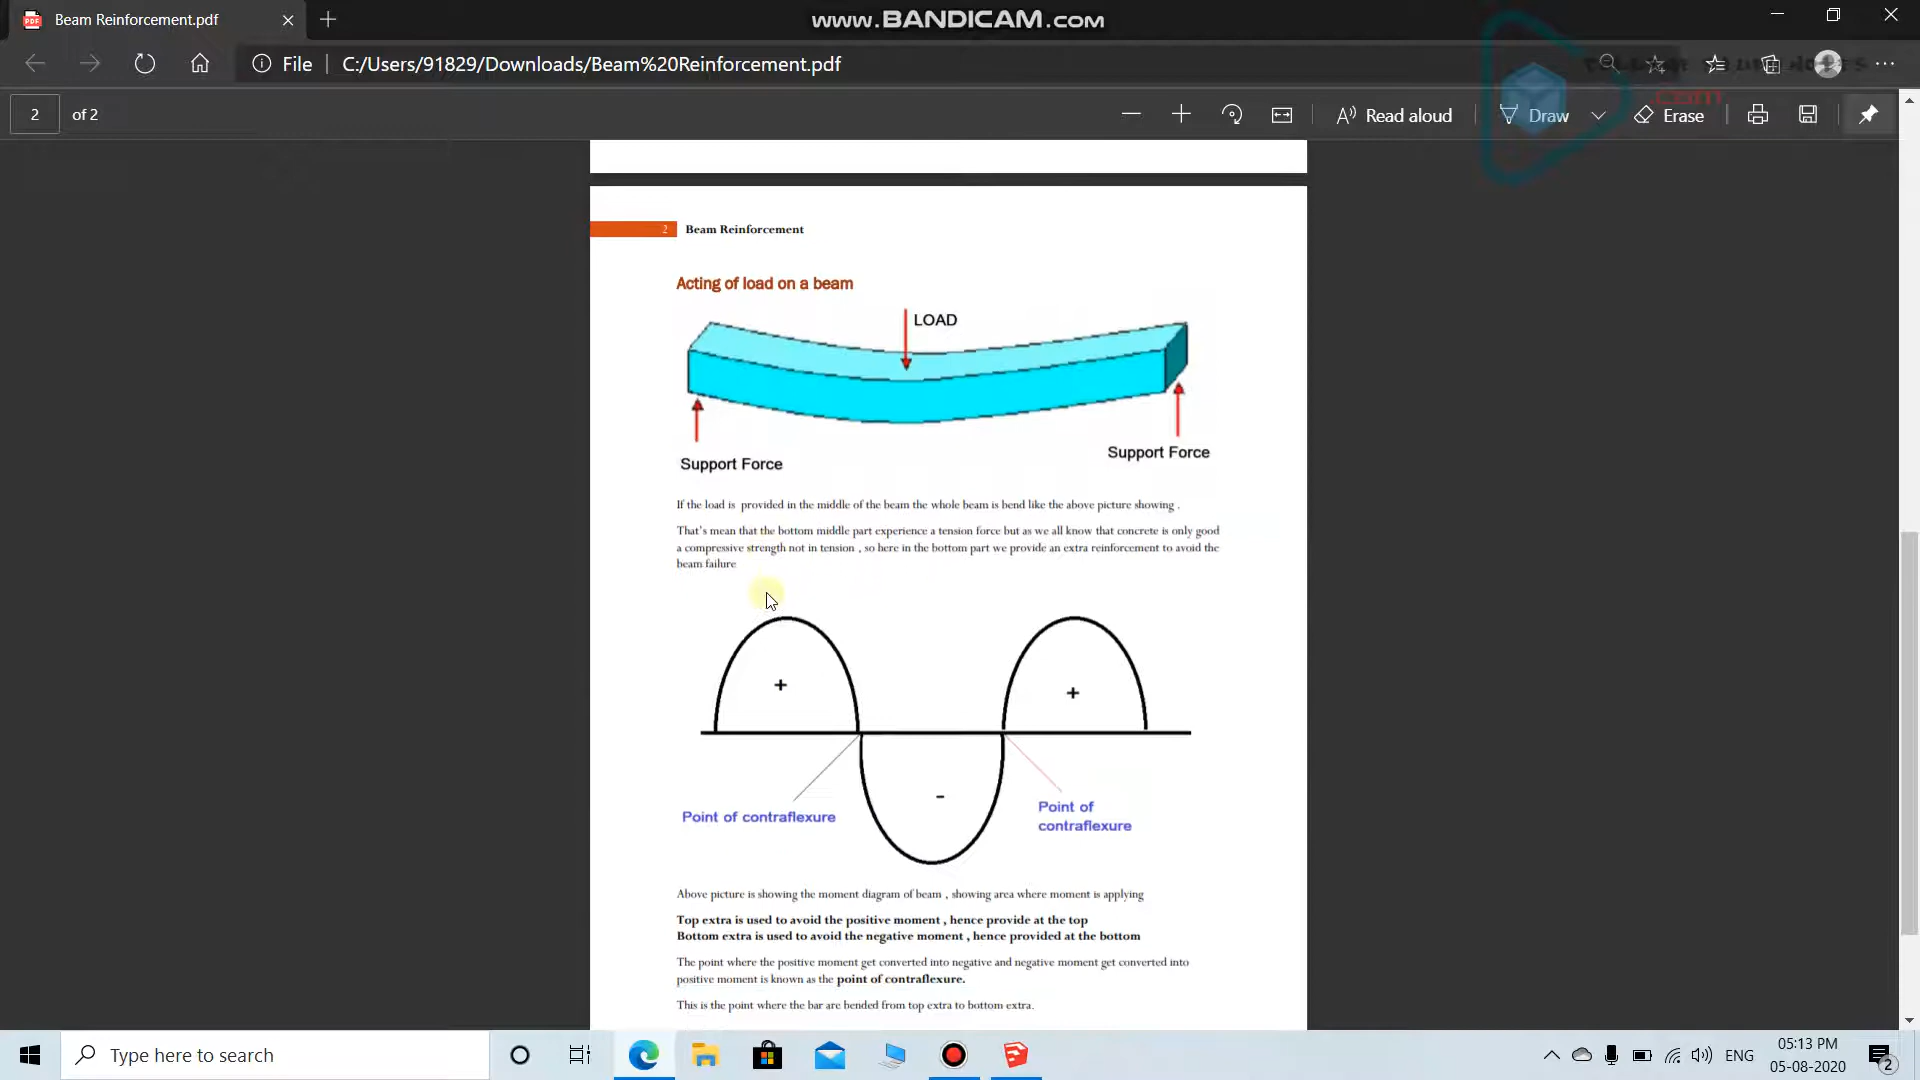 Beam Reinforcement.pdf
www.BANDICAM.com
File C:/Users/91829/Downloads/Beam%20Reinforcement.pdf
.com
2 of 2
Read aloud
Draw
Erase
2 Beam Reinforcement
Acting of load on a beam
LOAD
Support Force
Support Force
If the load is provided in the middle of the beam the whole beam is bend like the above picture showing .
That's mean that the bottom middle part experience a tension force but as we all know that concrete is only good
a compressive strength not in tension , so here in the bottom part we provide an extra reinforcement to avoid the
beam failure
+
+
-
Point of contraflexure
Point of
contraflexure
Above picture is showing the moment diagram of beam , showing area where moment is applying
Top extra is used to avoid the positive moment , hence provide at the top
Bottom extra is used to avoid the negative moment , hence provided at the bottom
The point where the positive moment get converted into negative and negative moment get converted into
positive moment is known as the point of contraflexure.
This is the point where the bar are bended from top extra to bottom extra.
Type here to search
ENG
05:13 PM
05-08-2020
2